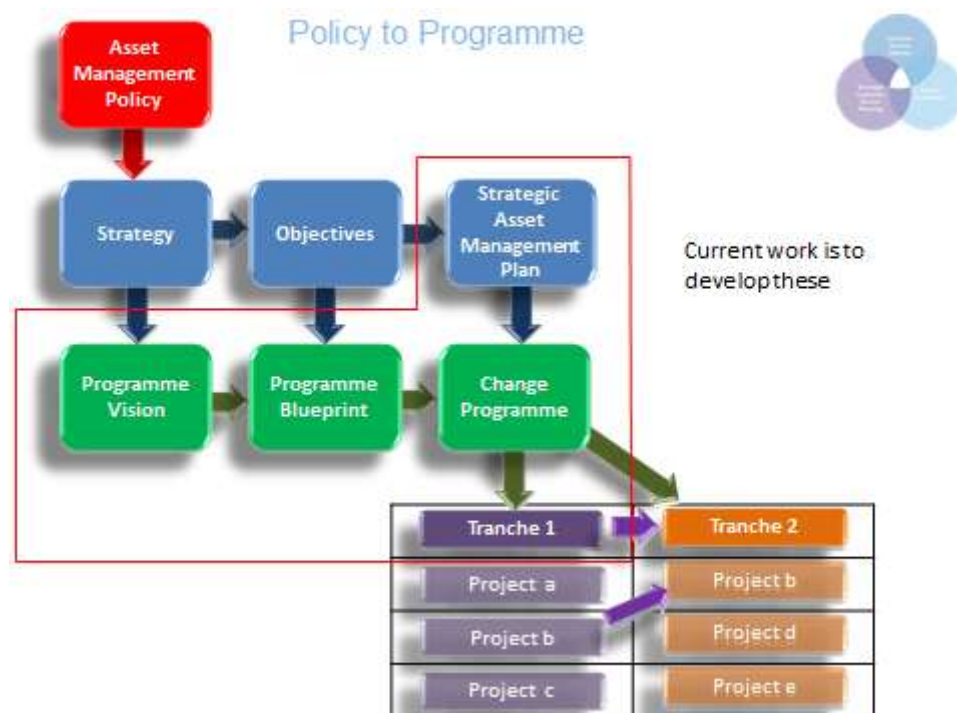 Policy to Programme
Asset
Management
Policy
Strategy
Objectives
Strategic
Asset
Management
Plan
Current work is to
develop these
Programme
Vision
Programme
Blueprint
Change
Programme
Tranche 1
Tranche 2
Project a
Project b
Project b
Project d
Project c
Project e